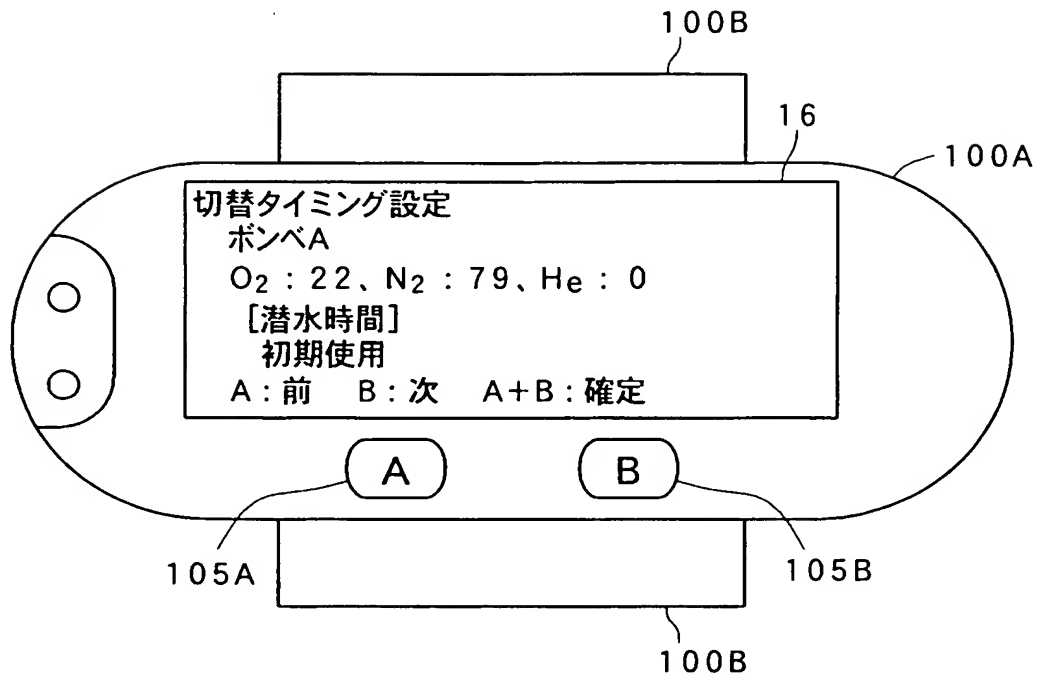 100B
16
100A
切替タイミング設定
ボンベA
O2：22、N2：79、He：0
[潜水時間]
初期使用
A：前 B：次 A+B：確定
A
B
105A
105B
100B